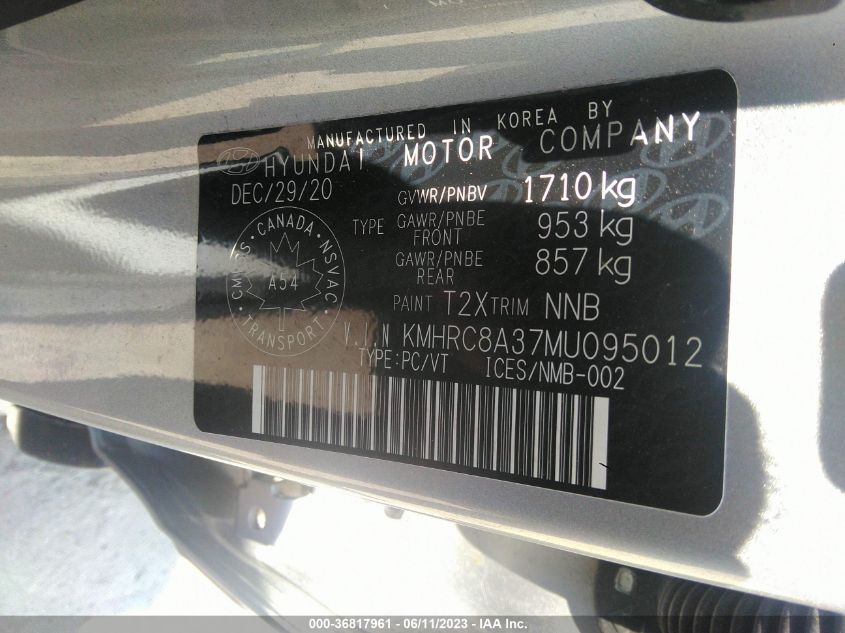 MANUFACTURED IN KOREA BY
HYUNDAI MOTOR COMPANY
DEC/29/20 GVWR/PNBV 1710 kg
TYPE GAWR/PNBE FRONT 953 kg
GAWR/PNBE REAR 857 kg
PAINT T2X TRIM NNB
CANADA NSVAC
A54
TRANSPORT
V.I.N KMHRC8A37MU095012
TYPE:PC/VT ICES/NMB-002
000-36817961 - 06/11/2023 - © IAA Inc.